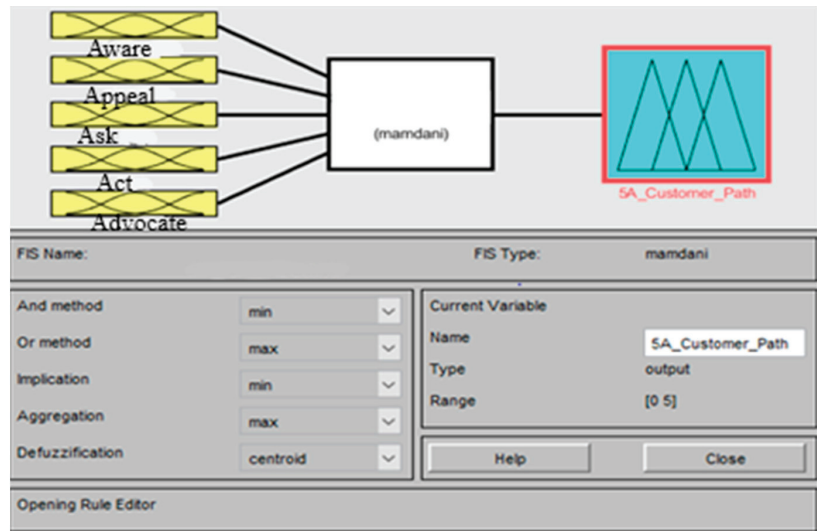 Aware
Appeal
Ask
Act
Advocate
(mamdani)
5A_Customer_Path
FIS Name: FIS Type: mamdani
And method min
Or method max
Implication min
Aggregation max
Defuzzification centroid
Current Variable
Name 5A_Customer_Path
Type output
Range [0 5]
Help Close
Opening Rule Editor